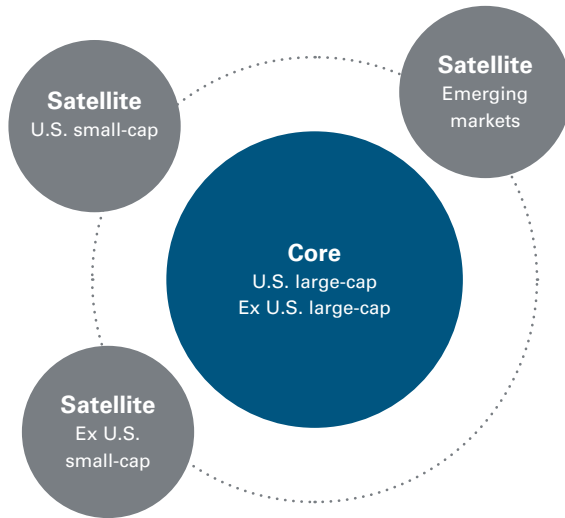 Satellite
U.S. small-cap
Satellite
Emerging
markets
Core
U.S. large-cap
Ex U.S. large-cap
Satellite
Ex U.S.
small-cap